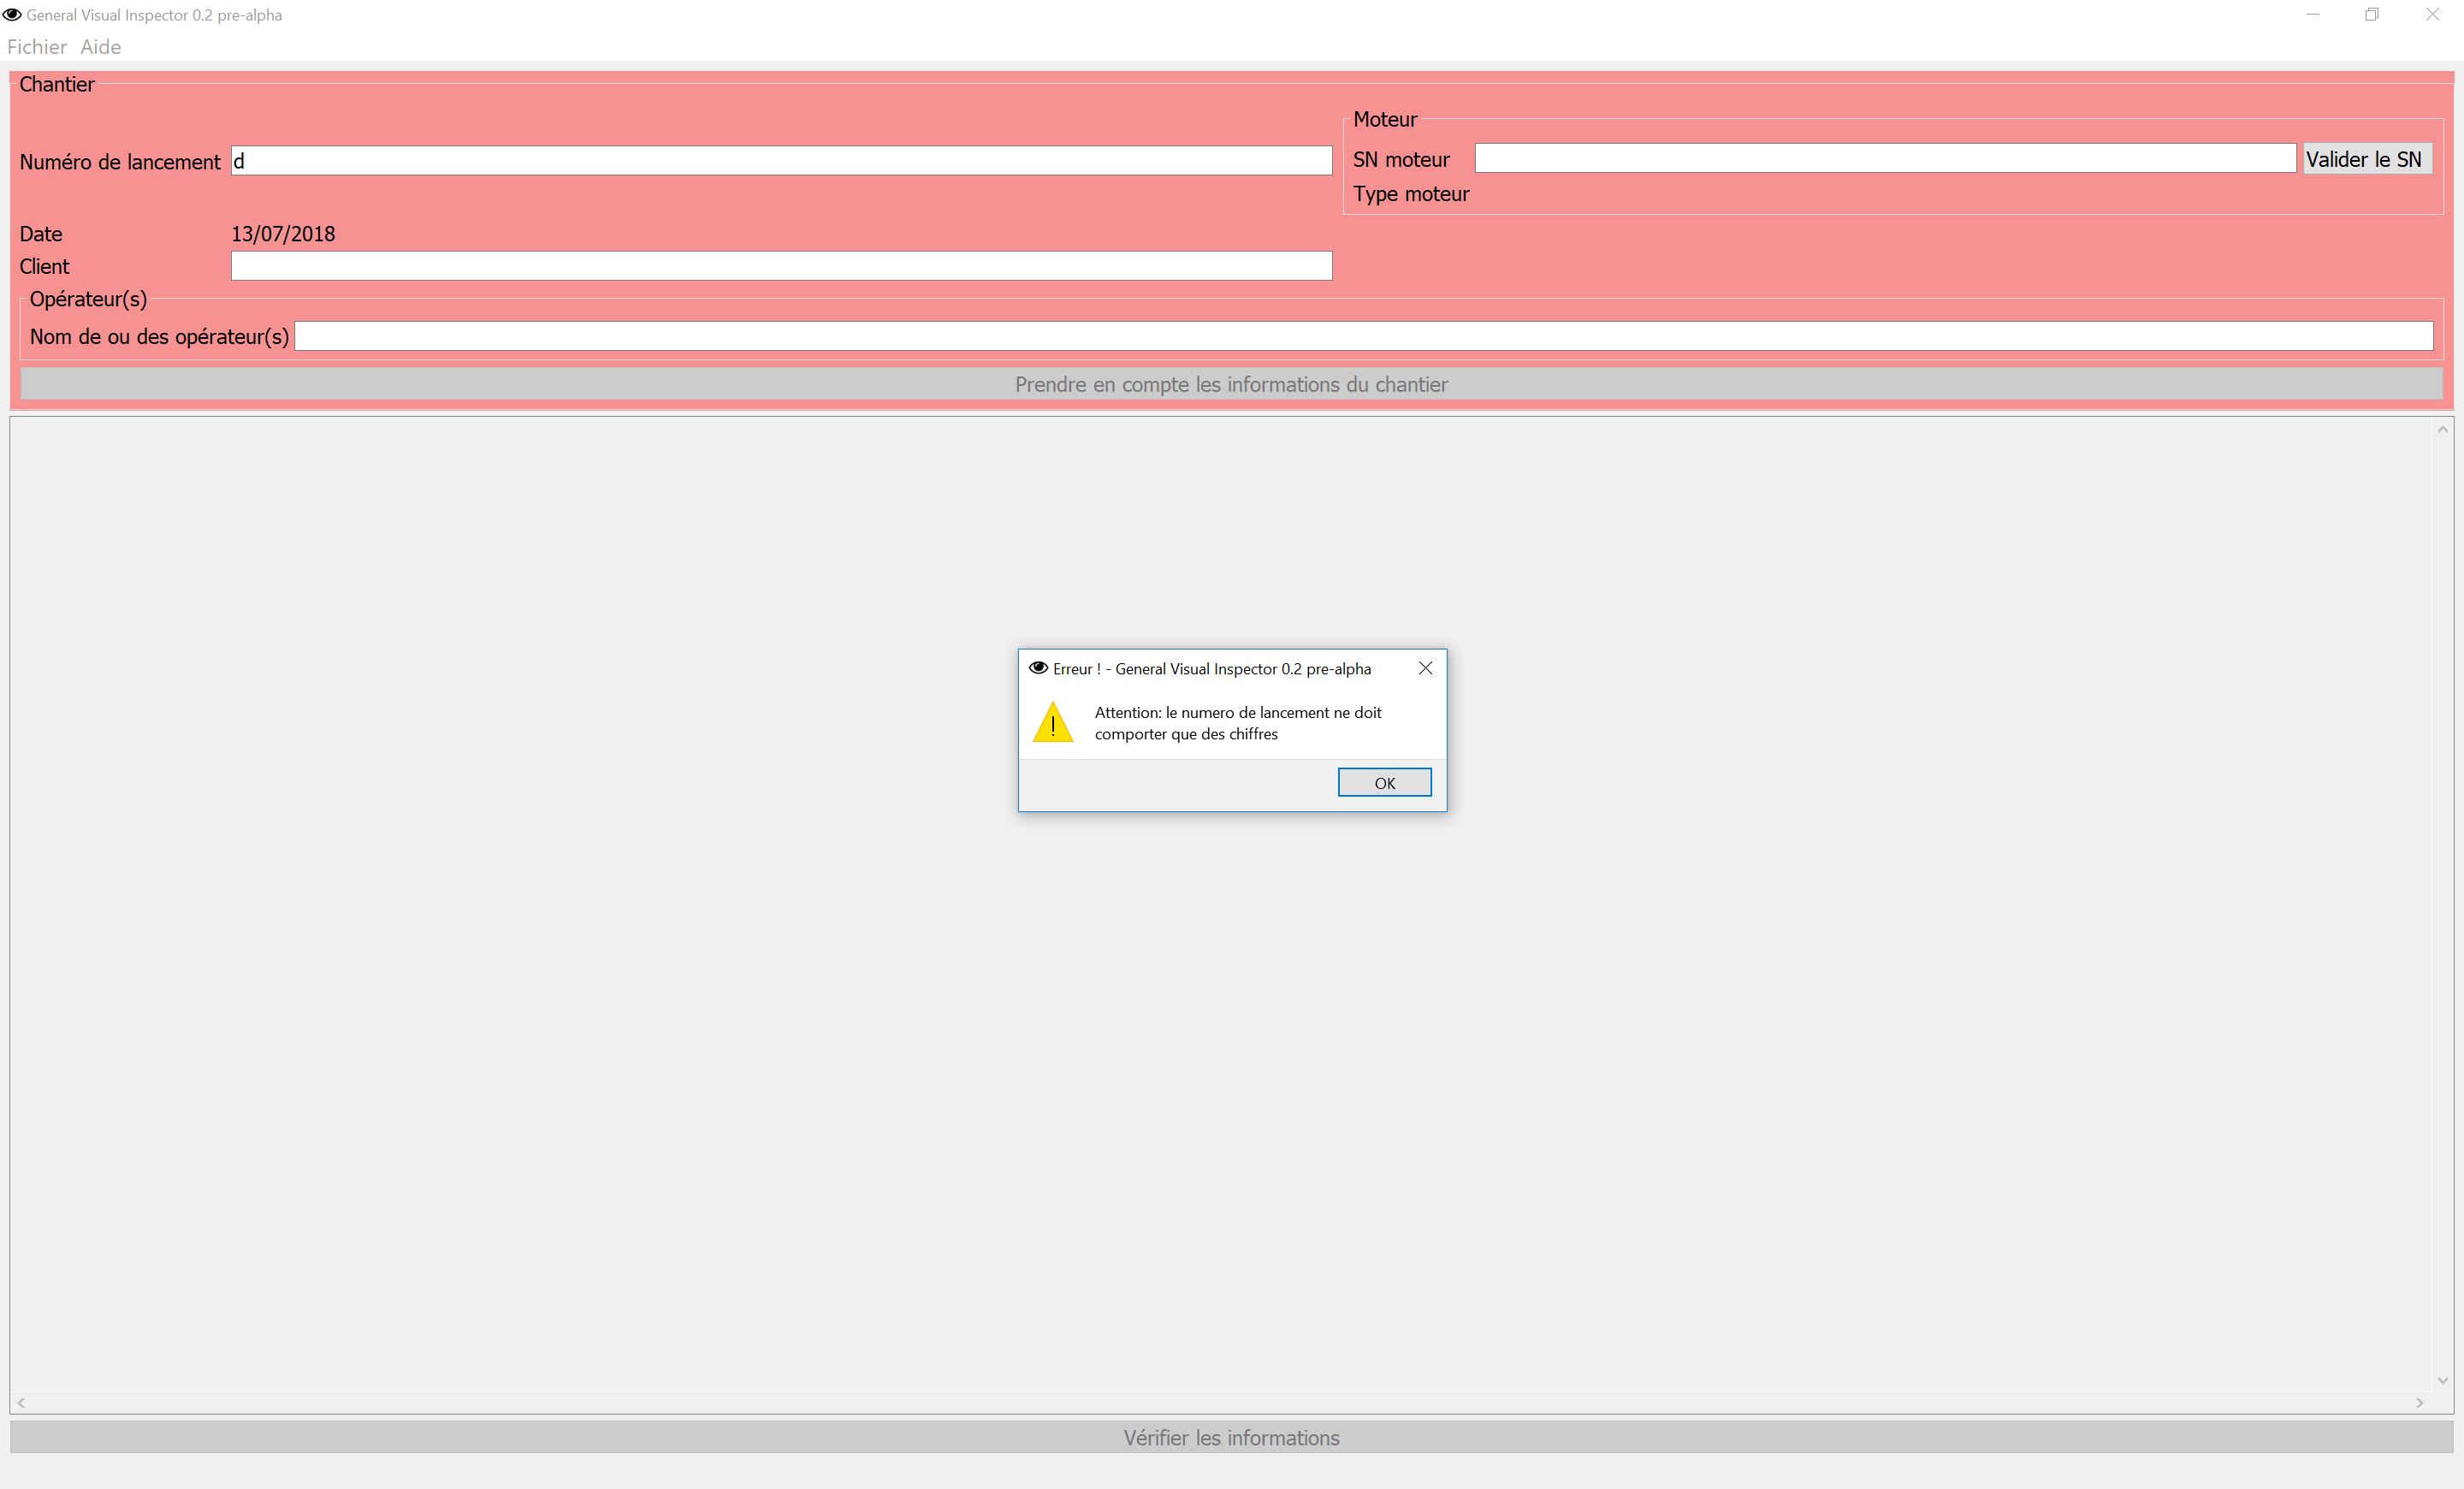 General Visual Inspector 0.2 pre-alpha
Fichier Aide
Chantier
Moteur
Numéro de lancement d
SN moteur Valider le SN
Type moteur
Date 13/07/2018
Client
Opérateur(s)
Nom de ou des opérateur(s)
Prendre en compte les informations du chantier
Erreur ! - General Visual Inspector 0.2 pre-alpha
Attention: le numero de lancement ne doit
comporter que des chiffres
OK
Vérifier les informations